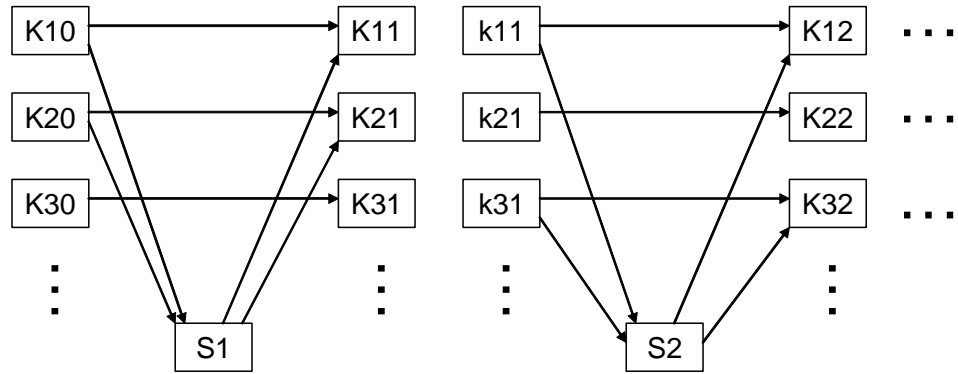 K10 K11 k11 K12 ...
K20 K21 k21 K22 ...
K30 K31 k31 K32 ...
S1 S2